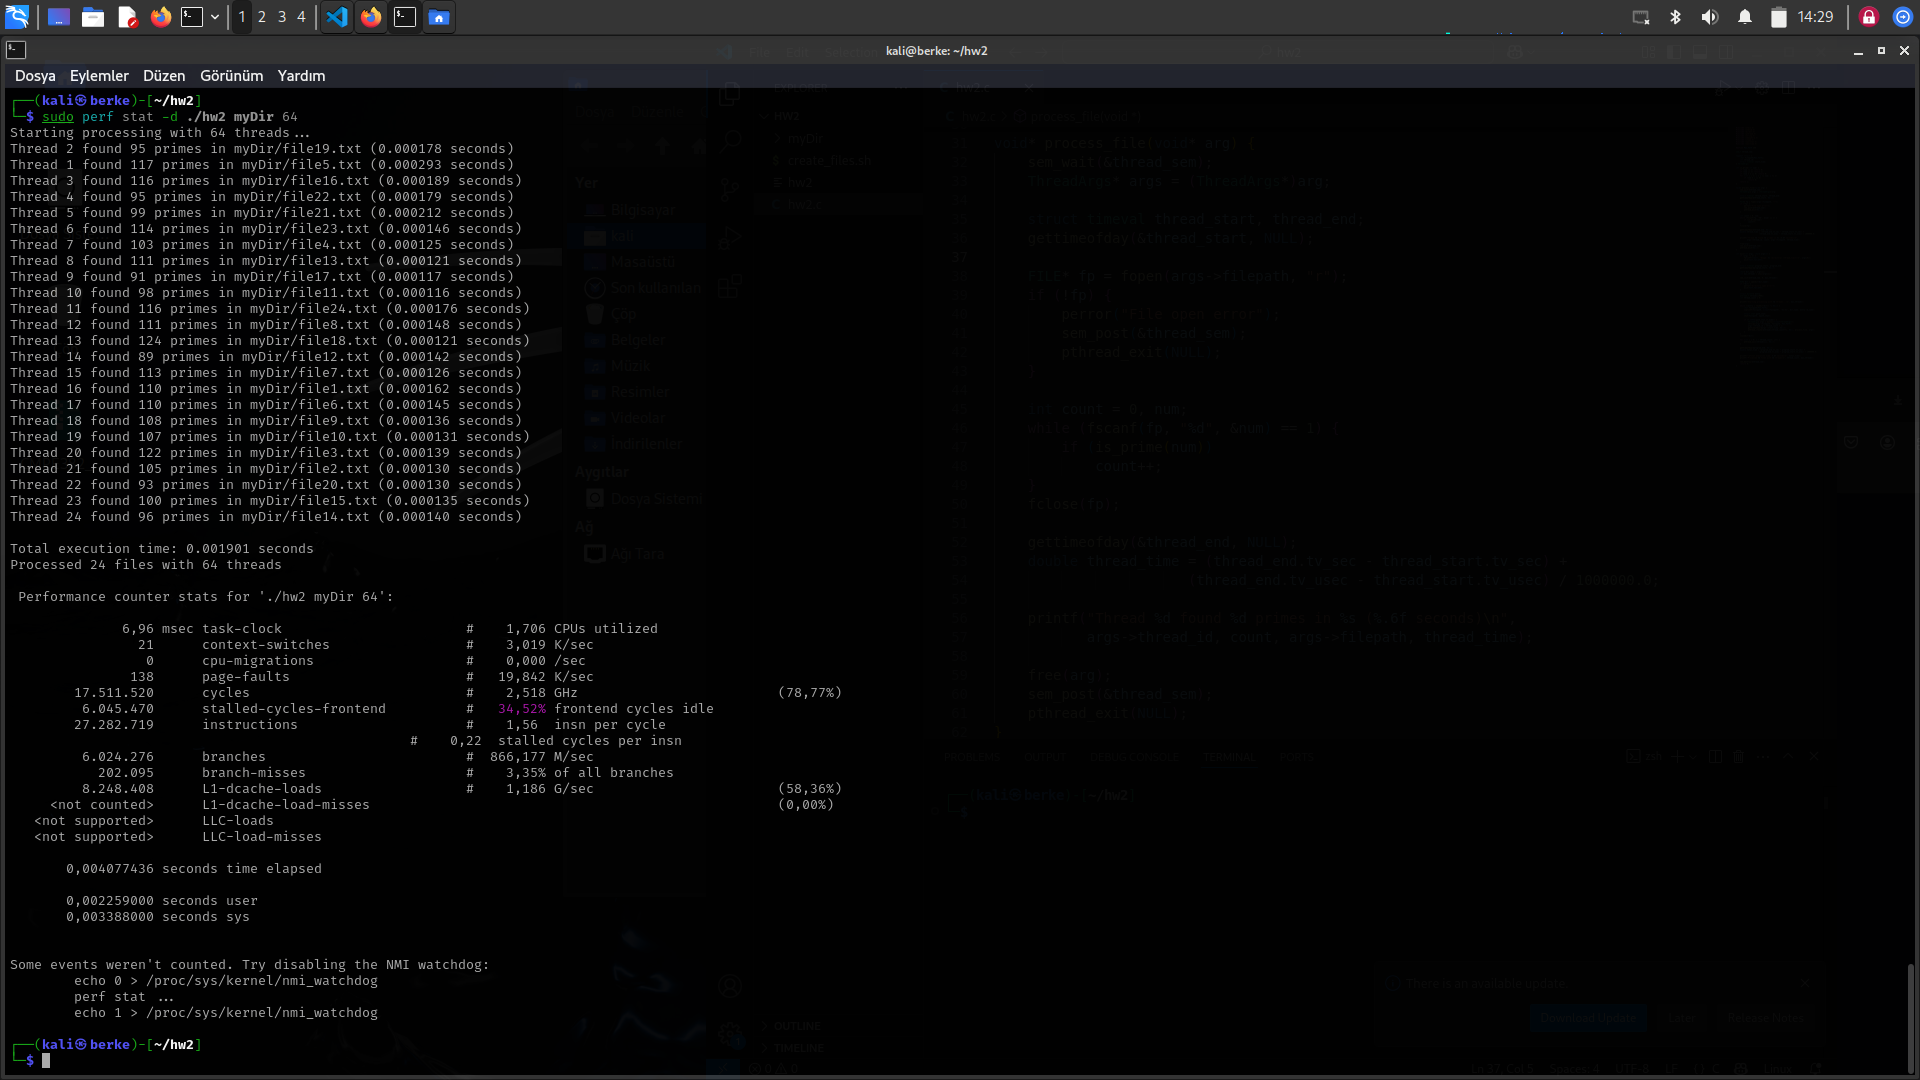 1 2 3 4
14:29
kali@berke: ~/hw2
Dosya Eylemler Düzen Görünüm Yardım
┌──(kali㉿berke)-[~/hw2]
└─$ sudo perf stat -d ./hw2 myDir 64
Starting processing with 64 threads...
Thread 2 found 95 primes in myDir/file19.txt (0.000178 seconds)
Thread 1 found 117 primes in myDir/file5.txt (0.000293 seconds)
Thread 3 found 116 primes in myDir/file16.txt (0.000189 seconds)
Thread 4 found 95 primes in myDir/file22.txt (0.000179 seconds)
Thread 5 found 99 primes in myDir/file21.txt (0.000212 seconds)
Thread 6 found 114 primes in myDir/file23.txt (0.000146 seconds)
Thread 7 found 103 primes in myDir/file4.txt (0.000125 seconds)
Thread 8 found 111 primes in myDir/file13.txt (0.000121 seconds)
Thread 9 found 91 primes in myDir/file17.txt (0.000117 seconds)
Thread 10 found 98 primes in myDir/file11.txt (0.000116 seconds)
Thread 11 found 116 primes in myDir/file24.txt (0.000176 seconds)
Thread 12 found 111 primes in myDir/file8.txt (0.000148 seconds)
Thread 13 found 124 primes in myDir/file18.txt (0.000121 seconds)
Thread 14 found 89 primes in myDir/file12.txt (0.000142 seconds)
Thread 15 found 113 primes in myDir/file7.txt (0.000126 seconds)
Thread 16 found 110 primes in myDir/file1.txt (0.000162 seconds)
Thread 17 found 110 primes in myDir/file6.txt (0.000145 seconds)
Thread 18 found 108 primes in myDir/file9.txt (0.000136 seconds)
Thread 19 found 107 primes in myDir/file10.txt (0.000131 seconds)
Thread 20 found 122 primes in myDir/file3.txt (0.000139 seconds)
Thread 21 found 105 primes in myDir/file2.txt (0.000130 seconds)
Thread 22 found 93 primes in myDir/file20.txt (0.000130 seconds)
Thread 23 found 100 primes in myDir/file15.txt (0.000135 seconds)
Thread 24 found 96 primes in myDir/file14.txt (0.000140 seconds)
Total execution time: 0.001901 seconds
Processed 24 files with 64 threads
Performance counter stats for './hw2 myDir 64':
6,96 msec task-clock # 1,706 CPUs utilized
21 context-switches # 3,019 K/sec
0 cpu-migrations # 0,000 /sec
138 page-faults # 19,842 K/sec
17.511.520 cycles # 2,518 GHz (78,77%)
6.045.470 stalled-cycles-frontend # 34,52% frontend cycles idle
27.282.719 instructions # 1,56 insn per cycle
# 0,22 stalled cycles per insn
6.024.276 branches # 866,177 M/sec
202.095 branch-misses # 3,35% of all branches
8.248.408 L1-dcache-loads # 1,186 G/sec (58,36%)
<not counted> L1-dcache-load-misses (0,00%)
<not supported> LLC-loads
<not supported> LLC-load-misses
0,004077436 seconds time elapsed
0,002259000 seconds user
0,003388000 seconds sys
Some events weren't counted. Try disabling the NMI watchdog:
echo 0 > /proc/sys/kernel/nmi_watchdog
perf stat ...
echo 1 > /proc/sys/kernel/nmi_watchdog
┌──(kali㉿berke)-[~/hw2]
└─$